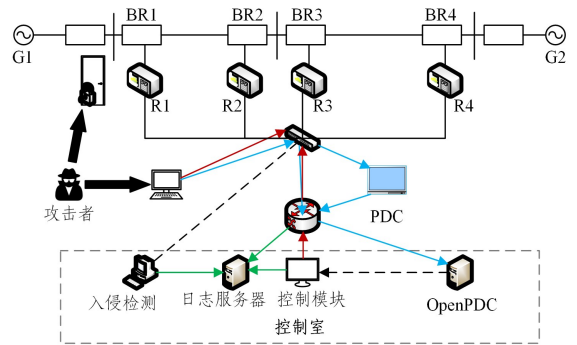 BR1 BR2 BR3 BR4
G1 G2
R1 R2 R3 R4
攻击者 PDC
入侵检测 日志服务器 控制模块 OpenPDC
控制室